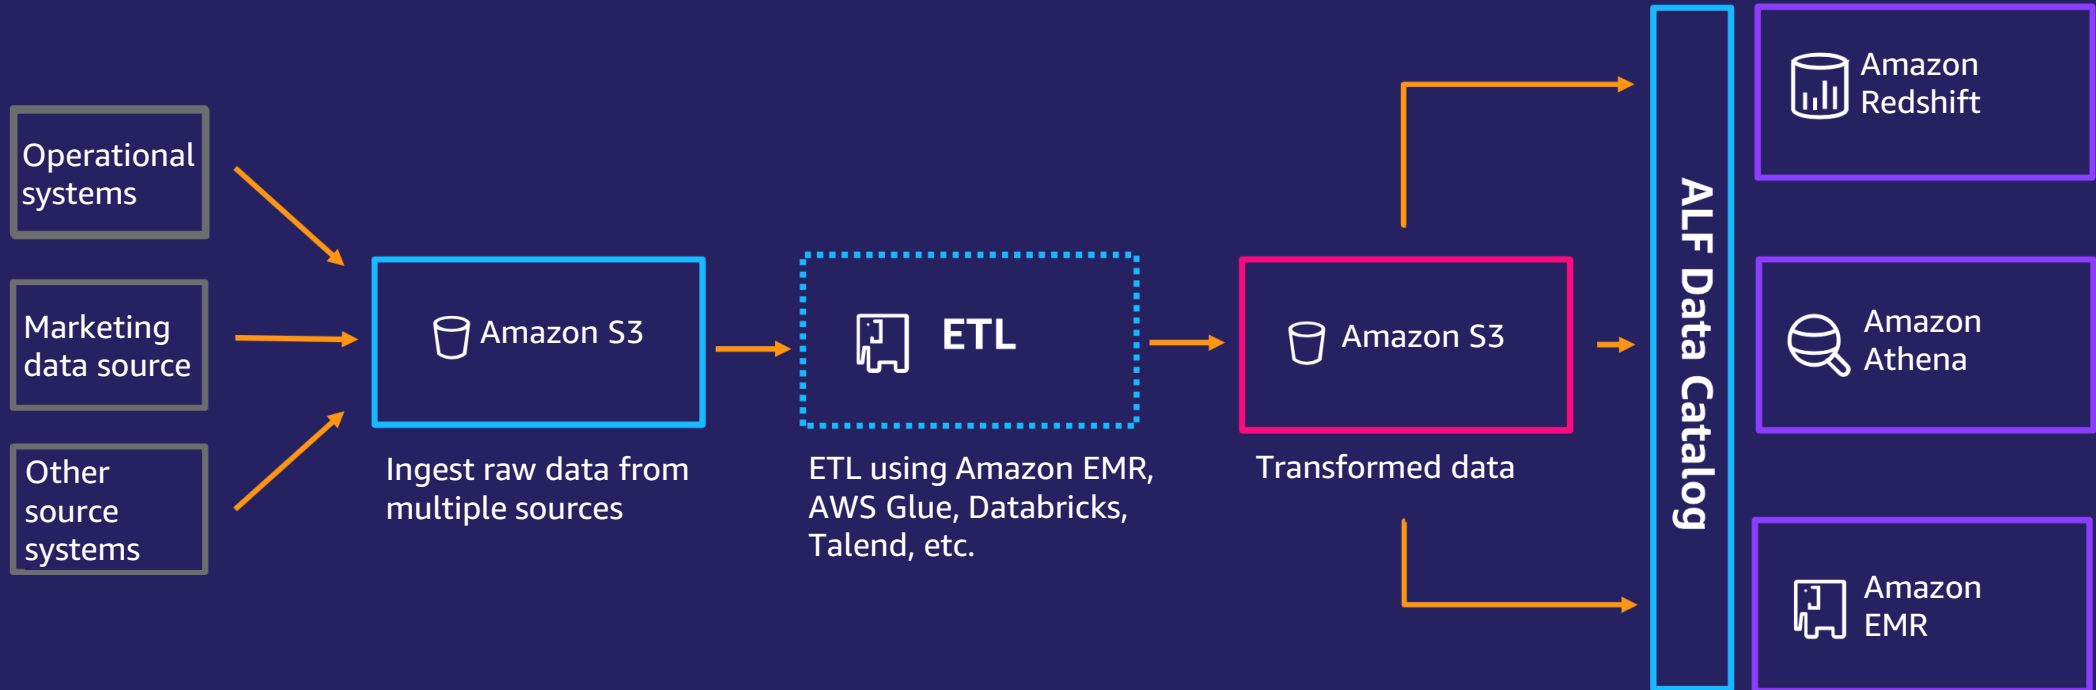 Operational
systems
Marketing
data source
Other
source
systems
Amazon S3
Ingest raw data from
multiple sources
ETL
ETL using Amazon EMR,
AWS Glue, Databricks,
Talend, etc.
Amazon S3
Transformed data
ALF Data Catalog
Amazon
Redshift
Amazon
Athena
Amazon
EMR